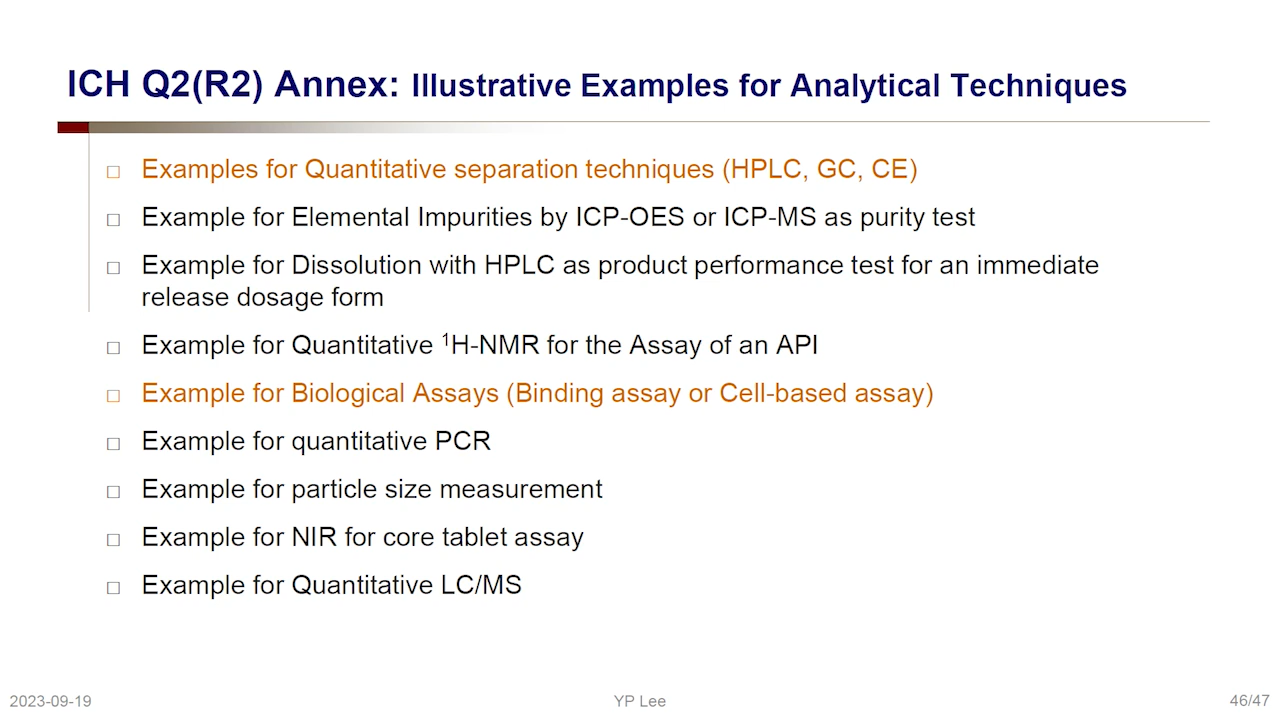 ICH Q2(R2) Annex: Illustrative Examples for Analytical Techniques
Examples for Quantitative separation techniques (HPLC, GC, CE)
Example for Elemental Impurities by ICP-OES or ICP-MS as purity test
Example for Dissolution with HPLC as product performance test for an immediate
release dosage form
Example for Quantitative ¹H-NMR for the Assay of an API
Example for Biological Assays (Binding assay or Cell-based assay)
Example for quantitative PCR
Example for particle size measurement
Example for NIR for core tablet assay
Example for Quantitative LC/MS
2023-09-19
YP Lee
46/47